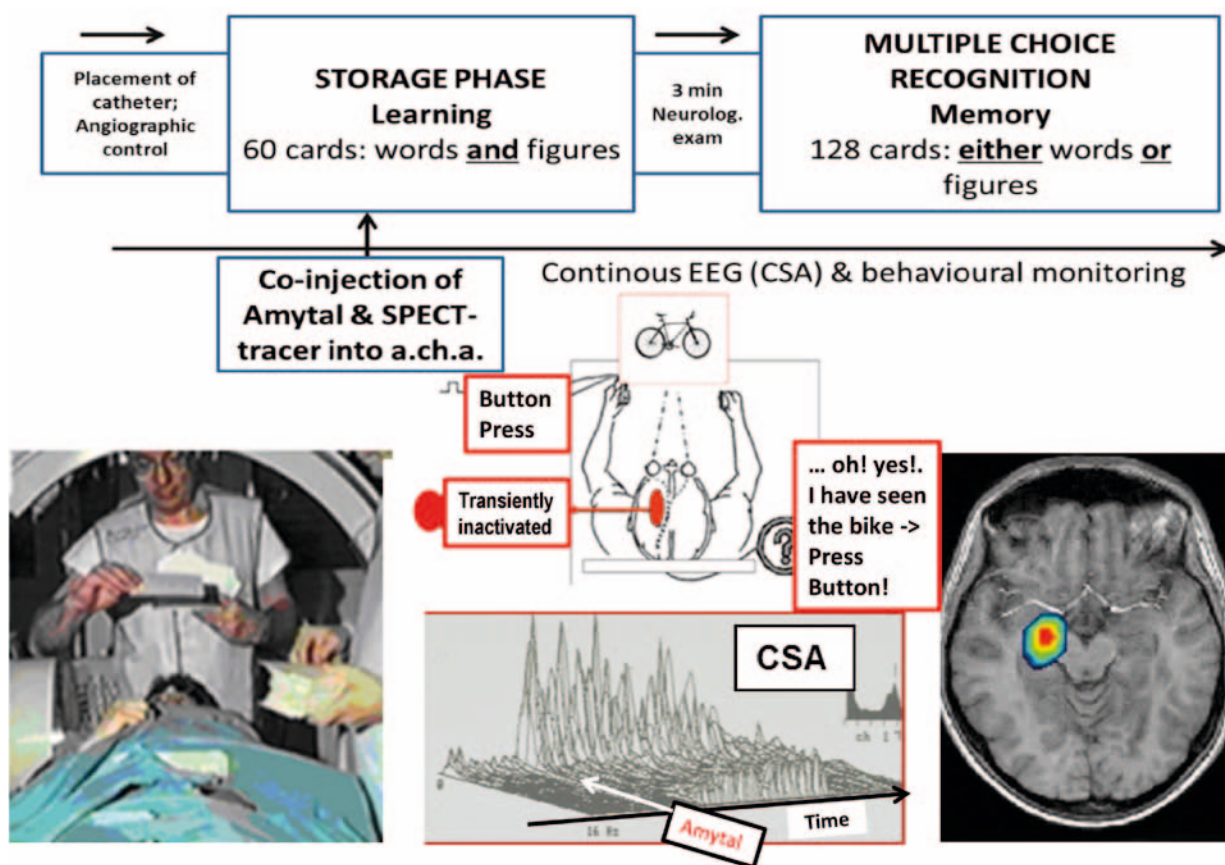 Placement of
catheter;
Angiographic
control
STORAGE PHASE
Learning
60 cards: words and figures
3 min
Neurolog.
exam
MULTIPLE CHOICE
RECOGNITION
Memory
128 cards: either words or
figures
Co-injection of
Amytal & SPECT-
tracer into a.ch.a.
Continous EEG (CSA) & behavioural monitoring
Button
Press
Transiently
inactivated
?
... oh! yes!.
I have seen
the bike ->
Press
Button!
CSA
ch 1
0
16 Hz
Amytal
Time